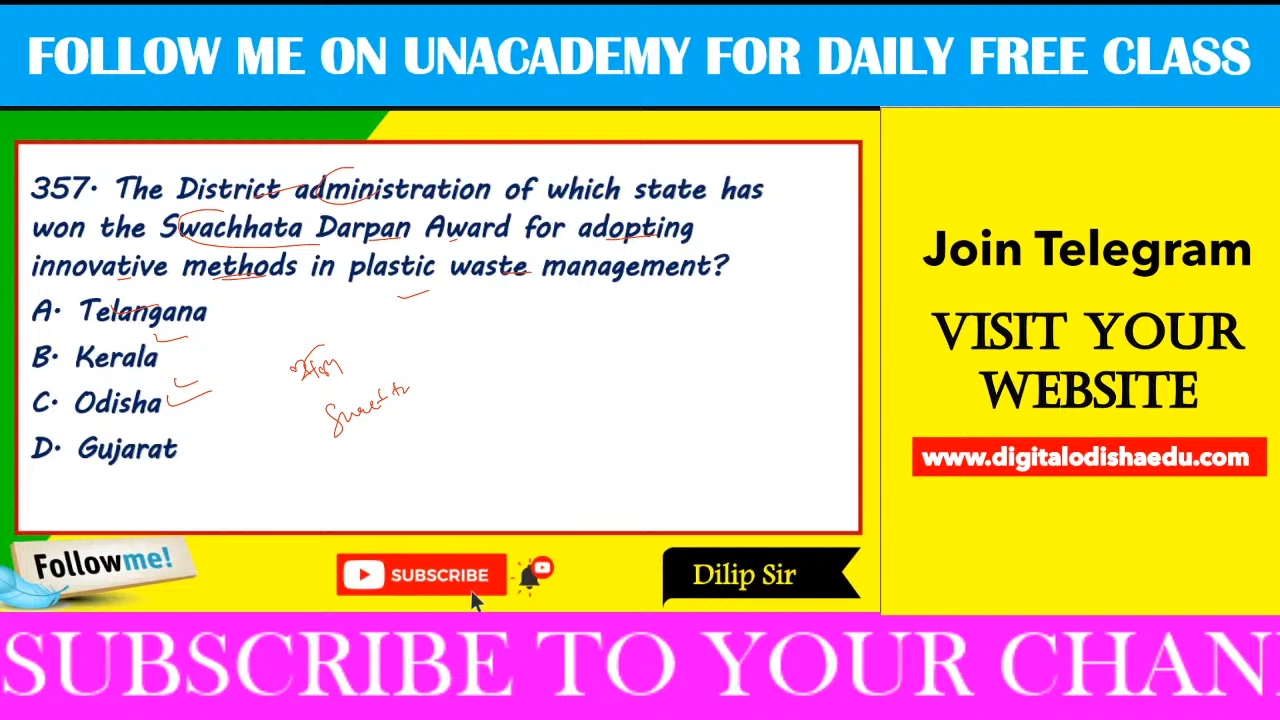 FOLLOW ME ON UNACADEMY FOR DAILY FREE CLASS
357. The District administration of which state has
won the Swachhata Darpan Award for adopting
innovative methods in plastic waste management?
A. Telangana
B. Kerala
C. Odisha
D. Gujarat
Join Telegram
VISIT YOUR
WEBSITE
www.digitalodishaedu.com
Followme!
SUBSCRIBE
Dilip Sir
SUBSCRIBE TO YOUR CHAN